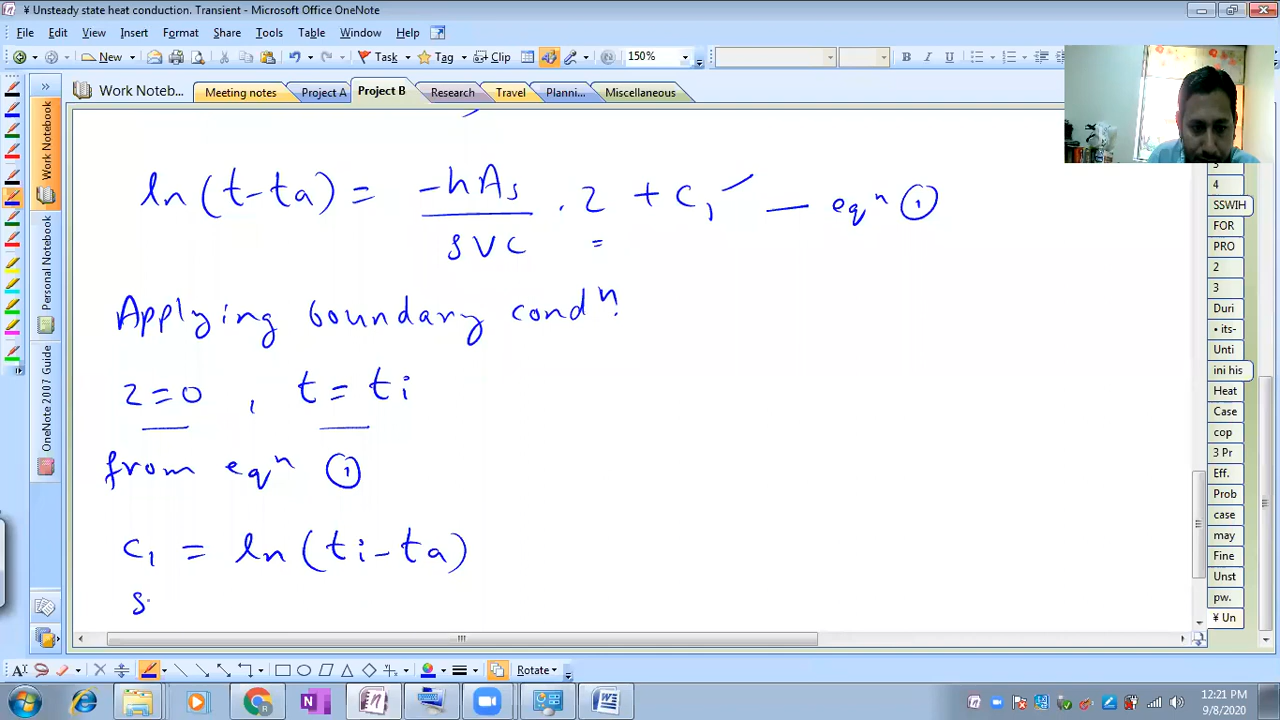 ¥ Unsteady state heat conduction. Transient - Microsoft Office OneNote
File Edit View Insert Format Share Tools Table Window Help
New Task Tag Clip 150% B I U
Work Noteb... Meeting notes Project A Project B Research Travel Planni... Miscellaneous
Work Notebook
Personal Notebook
OneNote 2007 Guide
ln(t-ta) = -hAs/ρVC . τ + C1 — eqn ①
Applying boundary condn.
τ=0, t = ti
from eqn ①
C1 = ln(ti-ta)
S
3
4
SSWIH
FOR
PRO
2
3
Duri
• its-
Unti
ini his
Heat
Case
cop
3 Pr
Eff.
Prob
case
may
Fine
Unst
pw.
¥ Un
Rotate
12:21 PM
9/8/2020